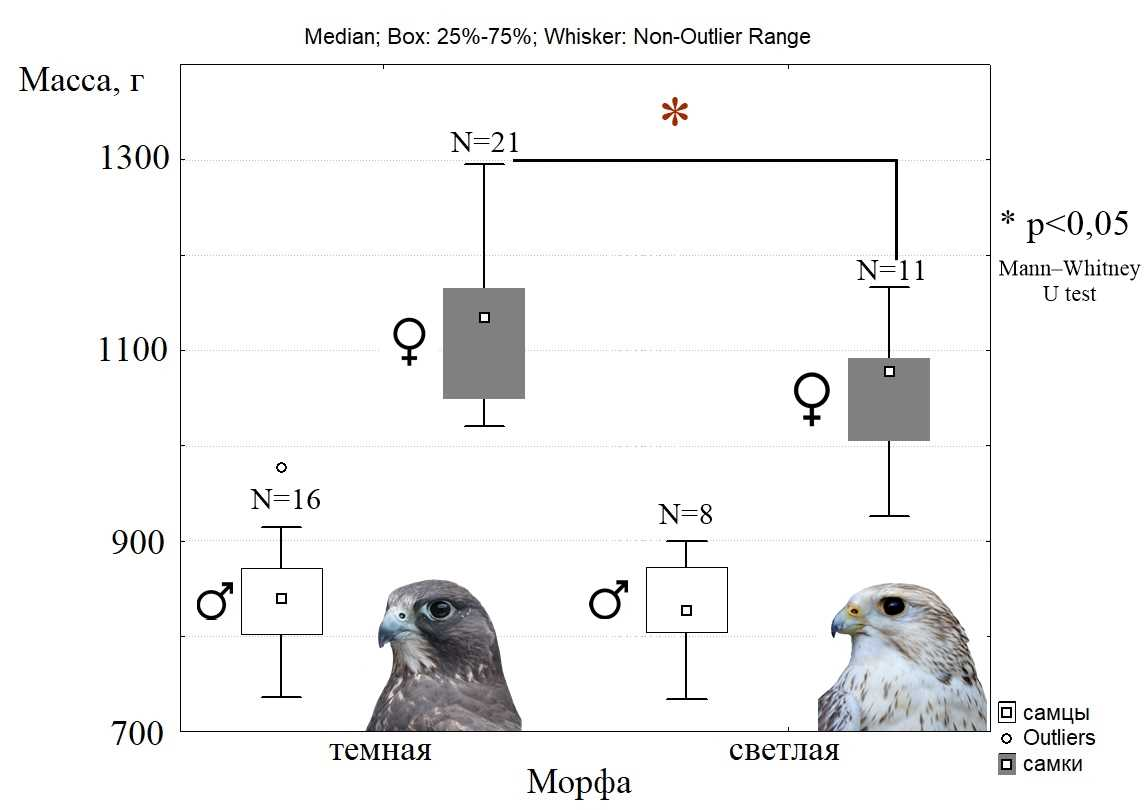 Median; Box: 25%-75%; Whisker: Non-Outlier Range
Масса, г
1300
1100
900
700
N=21
*
N=11
N=16
N=8
* p<0,05
Mann–Whitney
U test
самцы
Outliers
самки
темная
светлая
Морфа